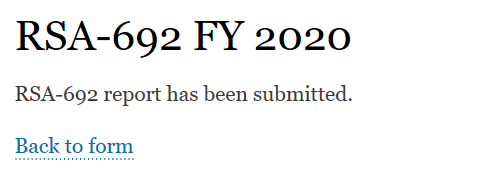 RSA-692 FY 2020
RSA-692 report has been submitted.
Back to form